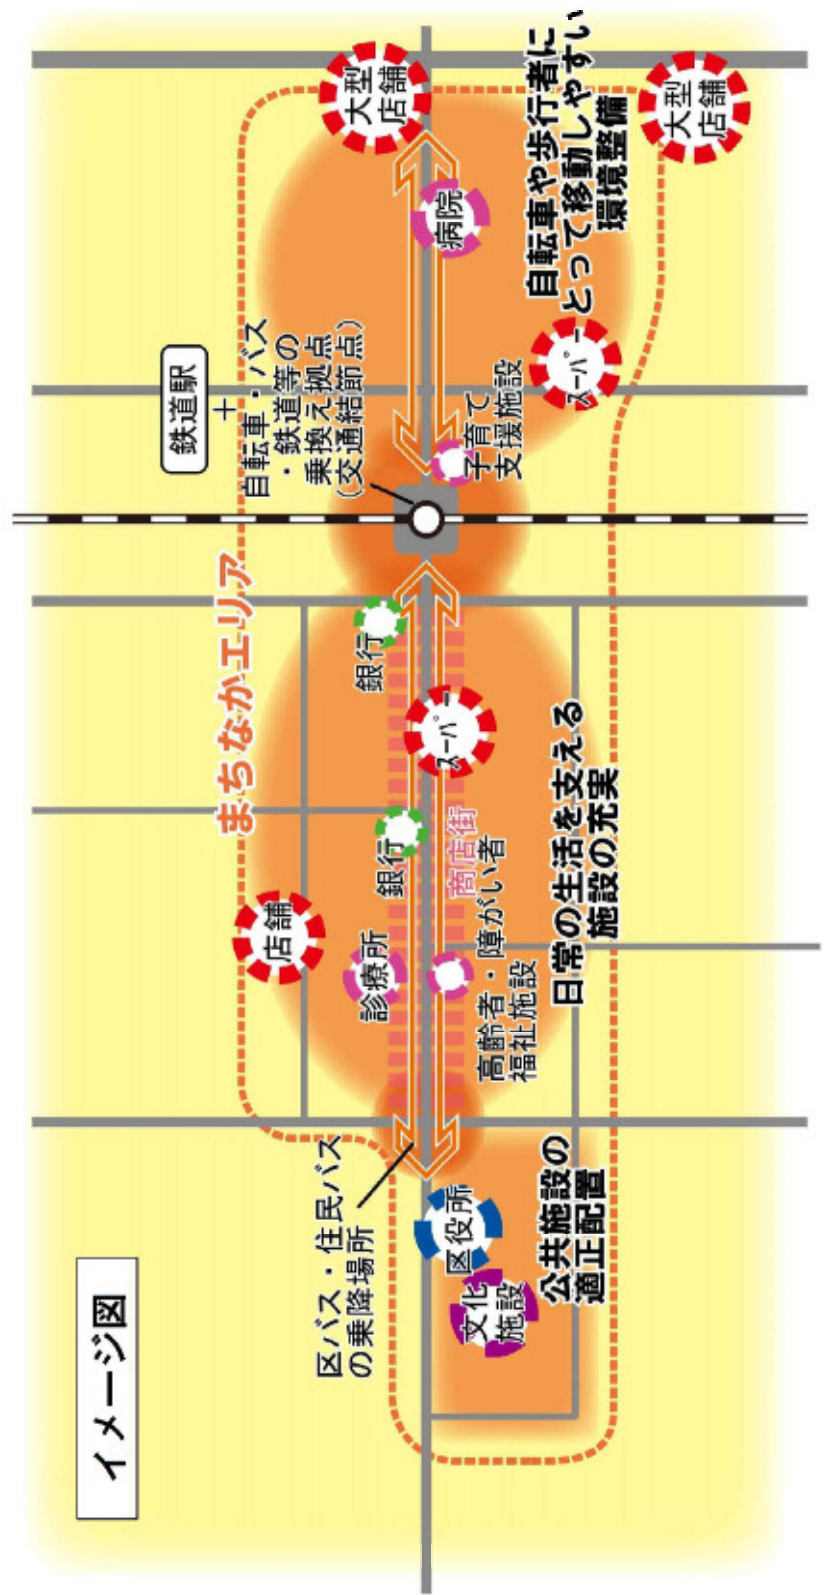 イメージ図
まちなかエリア
鉄道駅
+
自転車・バス
・鉄道等の
乗換え拠点
(交通結節点)
大型
店舗
病院
大型
店舗
自転車や歩行者に
とって移動しやすい
環境整備
スーパー
子育て
支援施設
銀行
スーパー
銀行
商店街
店舗
診療所
高齢者・障がい者
福祉施設
日常の生活を支える
施設の充実
区バス・住民バス
の乗降場所
区役所
文化
施設
公共施設の
適正配置